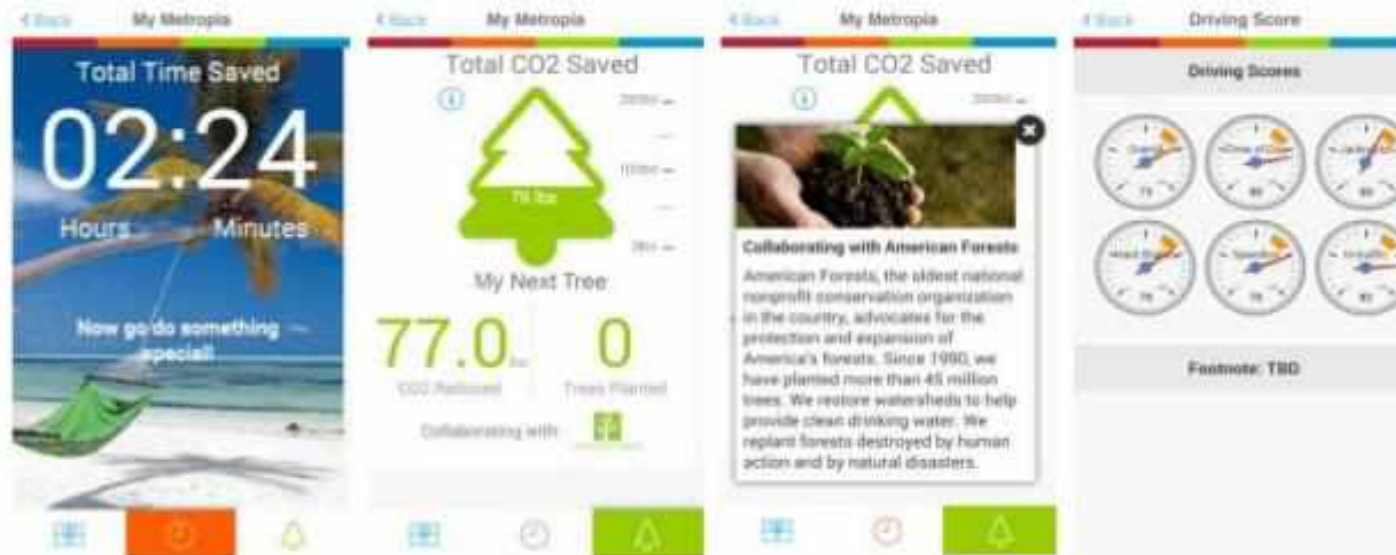 < Back My Metropia
Total Time Saved
02:24
Hours Minutes
Now go do something
special!
< Back My Metropia
Total CO2 Saved
My Next Tree
77.0 0
CO2 Reduced Trees Planted
Collaborating with
< Back My Metropia
Total CO2 Saved
Collaborating with American Forests
American Forests, the oldest national
nonprofit conservation organization
in the country, advocates for the
protection and expansion of
America's forests. Since 1990, we
have planted more than 45 million
trees. We restore watersheds to help
provide clean drinking water. We
replant forests destroyed by human
action and by natural disasters.
< Back Driving Score
Driving Scores
Footnote: TBD